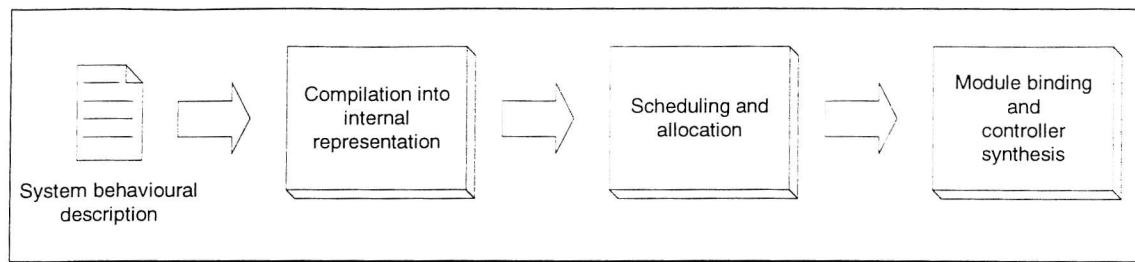 System behavioural
description
Compilation into
internal
representation
Scheduling and
allocation
Module binding
and
controller
synthesis